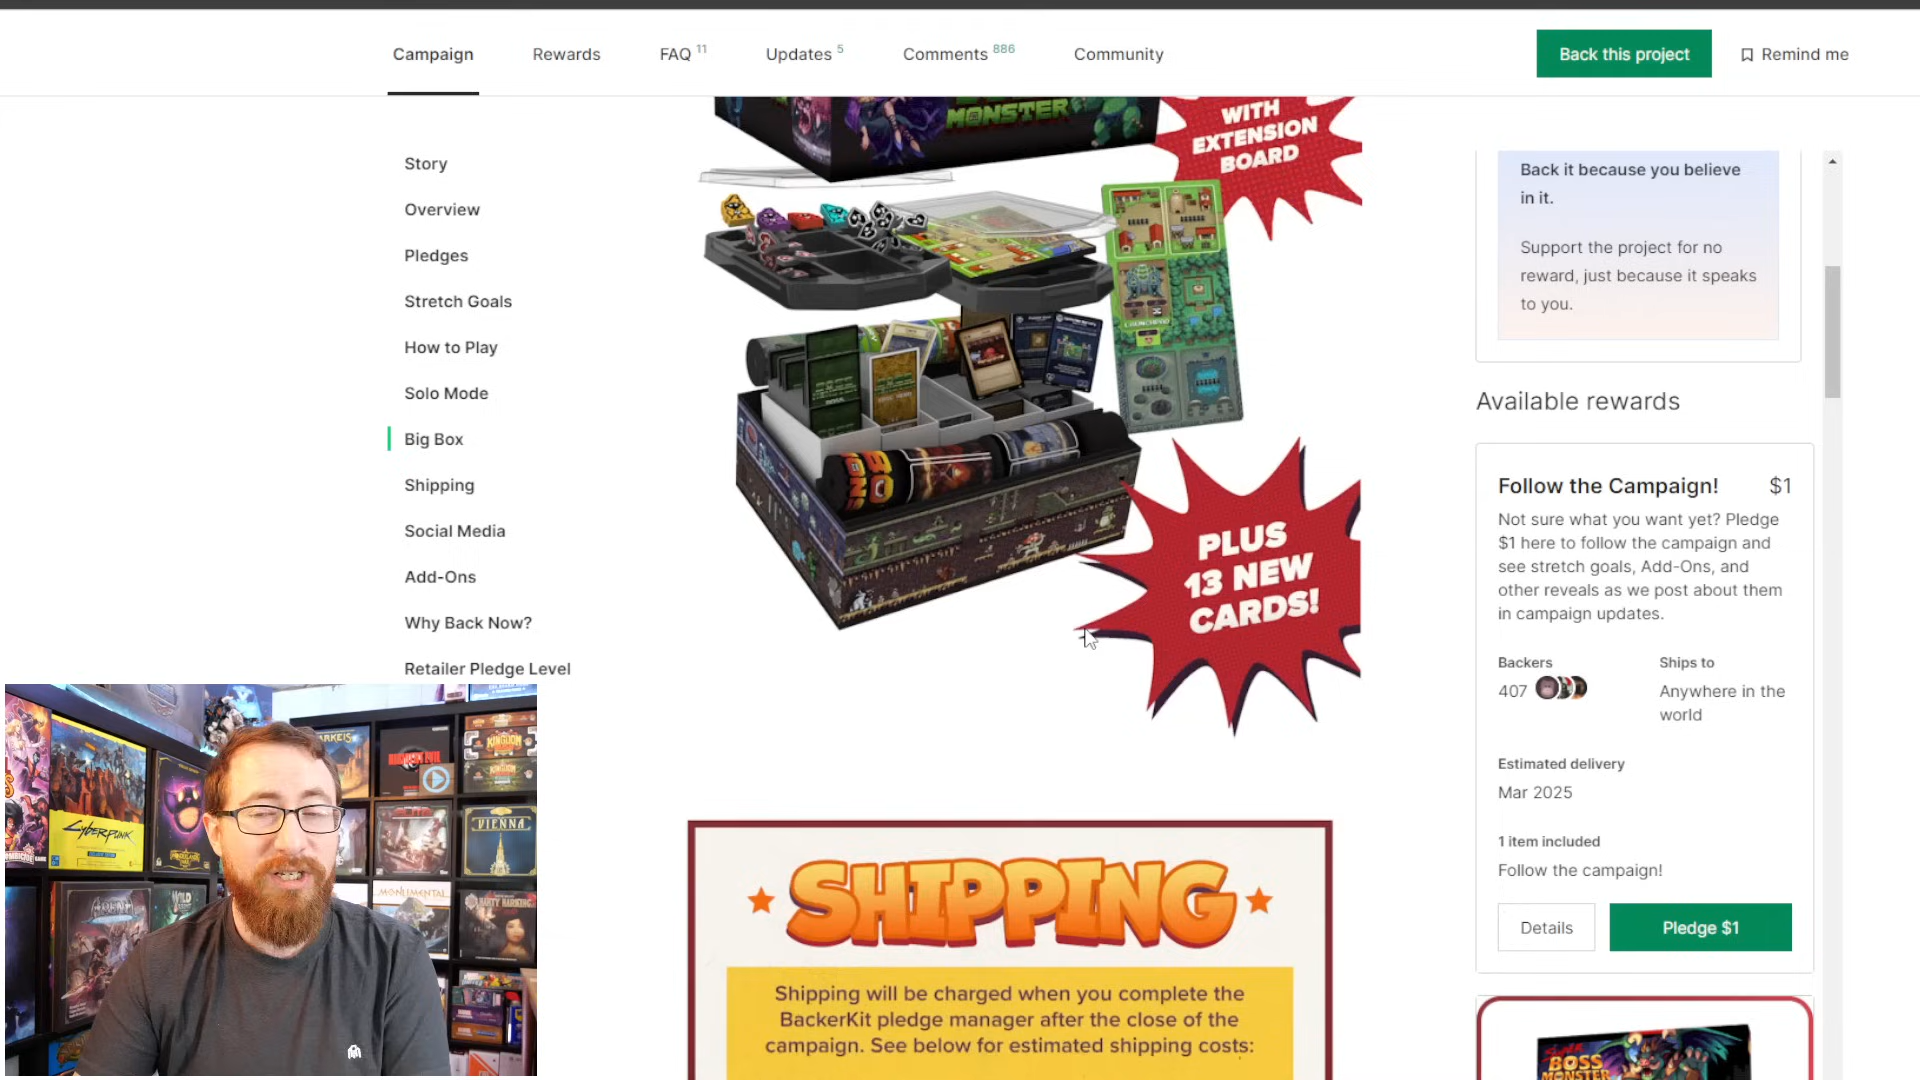 Campaign
Rewards
FAQ 11
Updates 5
Comments 886
Community
Back this project
Remind me
Story
Overview
Pledges
Stretch Goals
How to Play
Solo Mode
Big Box
Shipping
Social Media
Add-Ons
Why Back Now?
Retailer Pledge Level
MONSTER
WITH
EXTENSION
BOARD
PLUS
13 NEW
CARDS!
SHIPPING
Shipping will be charged when you complete the
BackerKit pledge manager after the close of the
campaign. See below for estimated shipping costs:
Back it because you believe
in it.
Support the project for no
reward, just because it speaks
to you.
Available rewards
Follow the Campaign! $1
Not sure what you want yet? Pledge
$1 here to follow the campaign and
see stretch goals, Add-Ons, and
other reveals as we post about them
in campaign updates.
Backers
407
Ships to
Anywhere in the
world
Estimated delivery
Mar 2025
1 item included
Follow the campaign!
Details
Pledge $1
SUPER
BOSS
MONSTER
CYBERPUNK
KINGDOM
VIENNA
MONUMENTAL